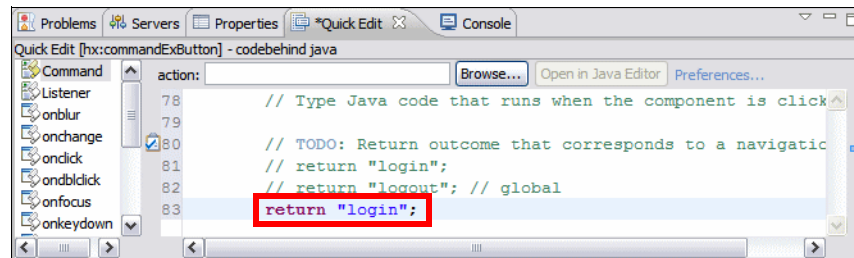 Problems Servers Properties *Quick Edit Console
Quick Edit [hx:commandExButton] - codebehind java
Command action: Browse... Open in Java Editor Preferences...
Listener 78 // Type Java code that runs when the component is click
onblur 79
onchange 80 // TODO: Return outcome that corresponds to a navigatio
onclick 81 // return "login";
ondblclick 82 // return "logout"; // global
onfocus 83 return "login";
onkeydown